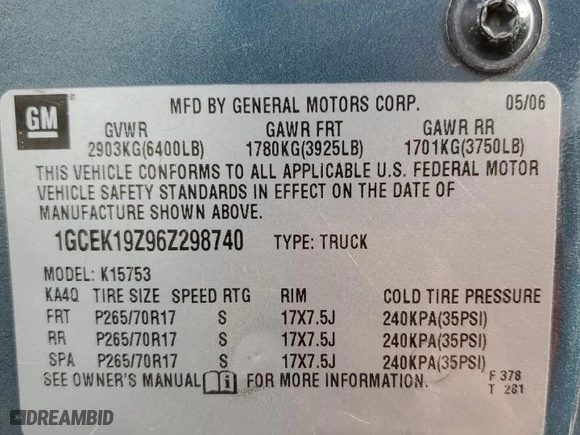 GM
®
MFD BY GENERAL MOTORS CORP. 05/06
GVWR GAWR FRT GAWR RR
2903KG(6400LB) 1780KG(3925LB) 1701KG(3750LB)
THIS VEHICLE CONFORMS TO ALL APPLICABLE U.S. FEDERAL MOTOR
VEHICLE SAFETY STANDARDS IN EFFECT ON THE DATE OF
MANUFACTURE SHOWN ABOVE.
1GCEK19Z96Z298740 TYPE: TRUCK
MODEL: K15753
KA4Q TIRE SIZE SPEED RTG RIM COLD TIRE PRESSURE
FRT P265/70R17 S 17X7.5J 240KPA(35PSI)
RR P265/70R17 S 17X7.5J 240KPA(35PSI)
SPA P265/70R17 S 17X7.5J 240KPA(35PSI)
SEE OWNER'S MANUAL i FOR MORE INFORMATION. F 378
T 281
DREAMBID